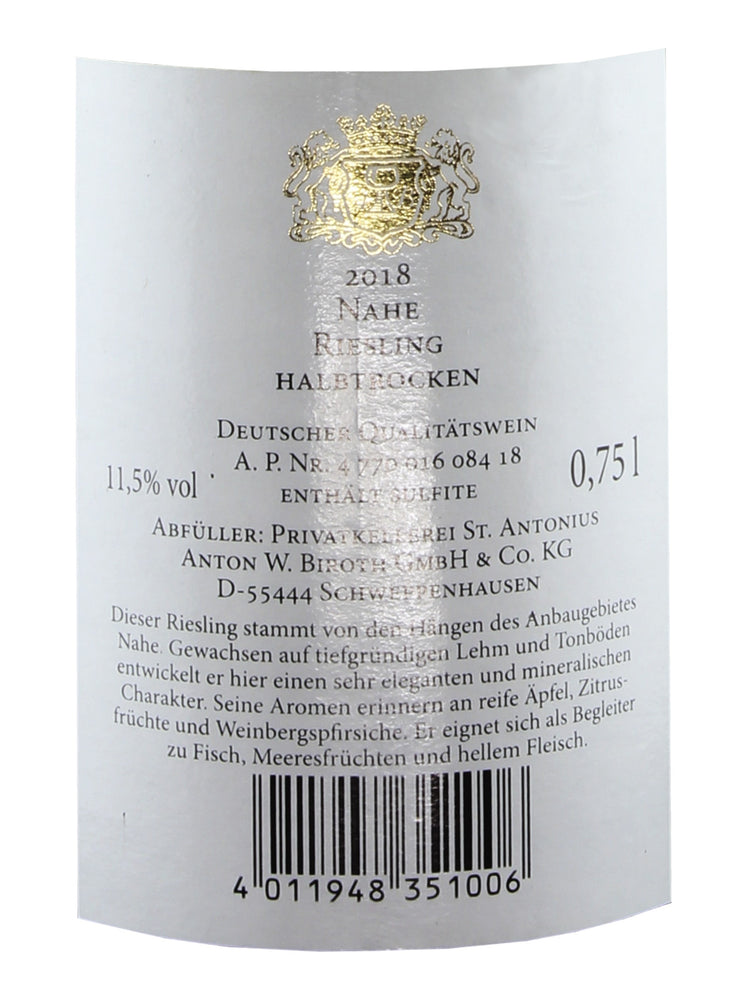 2018
NAHE
RIESLING
HALBTROCKEN
DEUTSCHER QUALITÄTSWEIN
A. P. NR. 4 770 016 084 18
11,5% vol
0,75 l
ENTHÄLT SULFITE
ABFÜLLER: PRIVATKELLEREI ST. ANTONIUS
ANTON W. BIROTH GMBH & CO. KG
D-55444 SCHWEPPENHAUSEN
Dieser Riesling stammt von den Hängen des Anbaugebietes
Nahe. Gewachsen auf tiefgründigen Lehm und Tonböden
entwickelt er hier einen sehr eleganten und mineralischen
Charakter. Seine Aromen erinnern an reife Äpfel, Zitrus-
früchte und Weinbergspfirsiche. Er eignet sich als Begleiter
zu Fisch, Meeresfrüchten und hellem Fleisch.
4 011948 351006